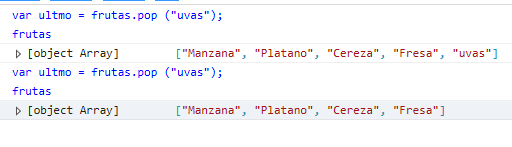 var ultmo = frutas.pop ("uvas");
frutas
[object Array] ["Manzana", "Platano", "Cereza", "Fresa", "uvas"]
var ultmo = frutas.pop ("uvas");
frutas
[object Array] ["Manzana", "Platano", "Cereza", "Fresa"]